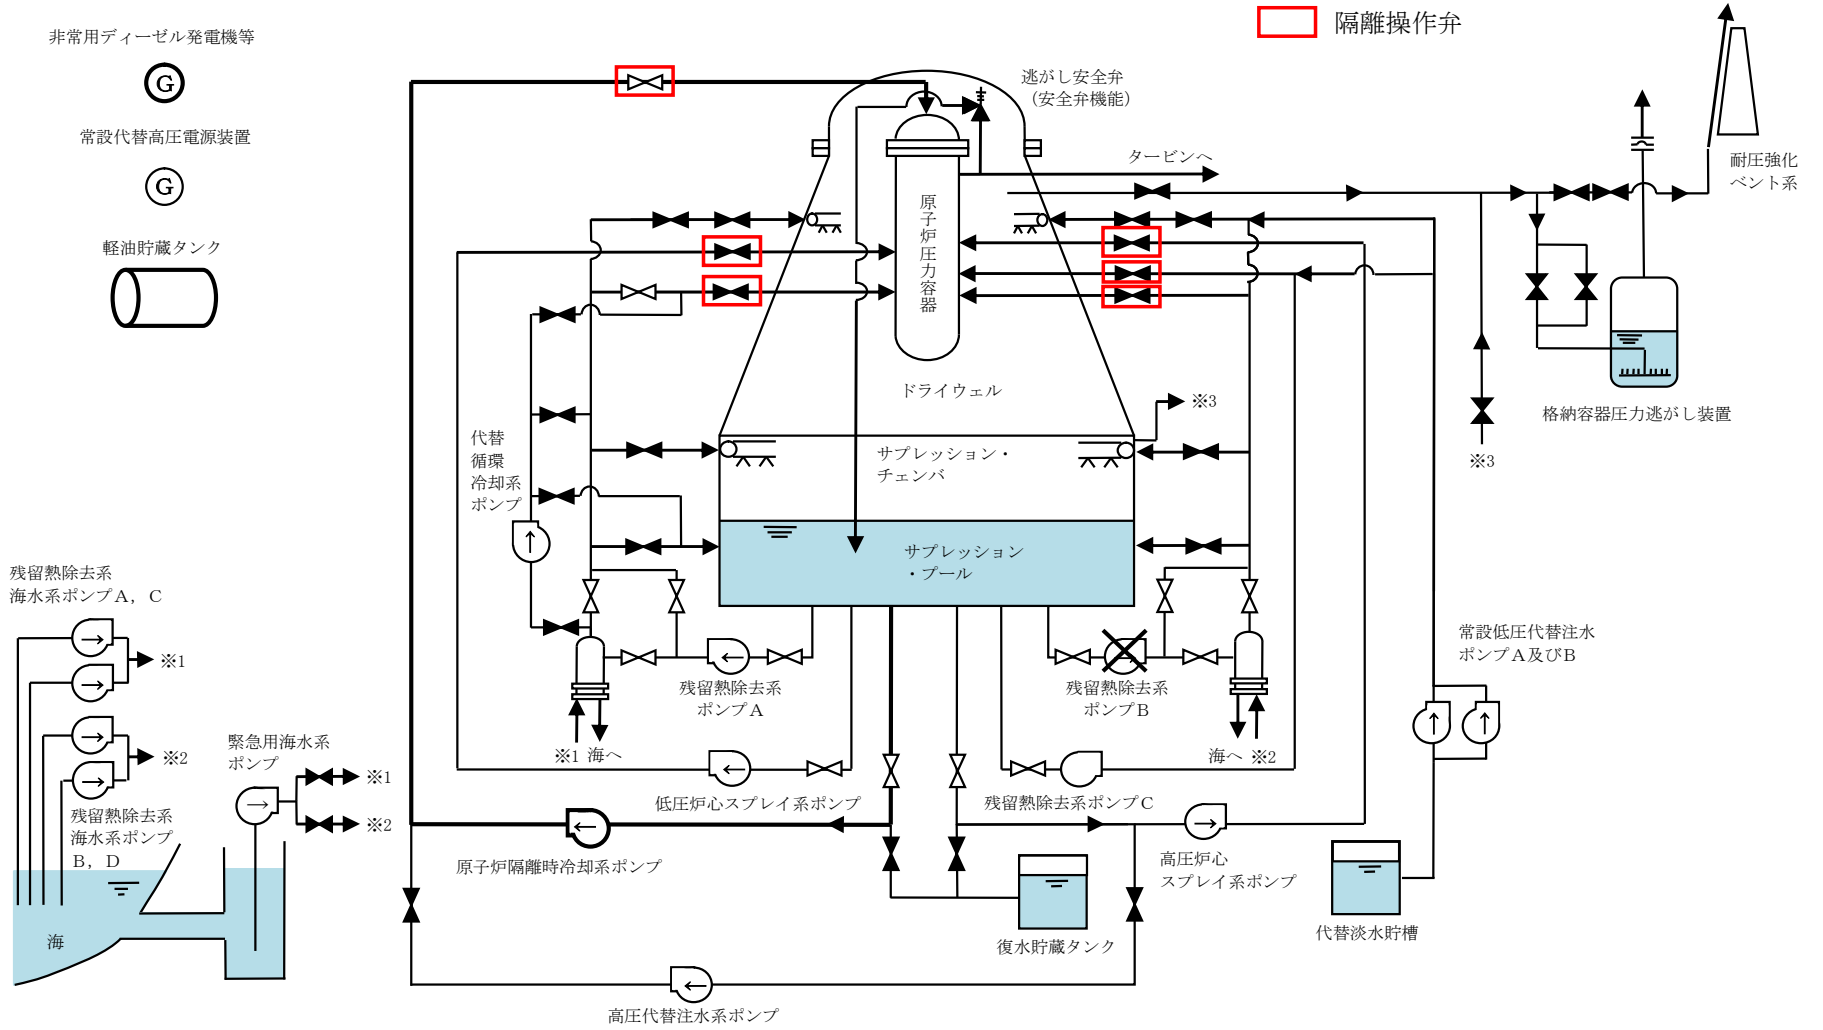 非常用ディーゼル発電機等
G
常設代替高圧電源装置
G
軽油貯蔵タンク
隔離操作弁
逃がし安全弁
（安全弁機能）
タービンへ
耐圧強化
ベント系
原子炉圧力容器
ドライウェル
※3
格納容器圧力逃がし装置
※3
代替
循環
冷却系
ポンプ
サプレッション・
チェンバ
サプレッション
・プール
残留熱除去系
海水系ポンプA，C
※1
※2
残留熱除去系
海水系ポンプ
B，D
緊急用海水系
ポンプ
※1
※2
海
残留熱除去系
ポンプA
※1 海へ
残留熱除去系
ポンプB
海へ ※2
常設低圧代替注水
ポンプA及びB
低圧炉心スプレイ系ポンプ
残留熱除去系ポンプC
原子炉隔離時冷却系ポンプ
高圧炉心
スプレイ系ポンプ
復水貯蔵タンク
代替淡水貯槽
高圧代替注水系ポンプ